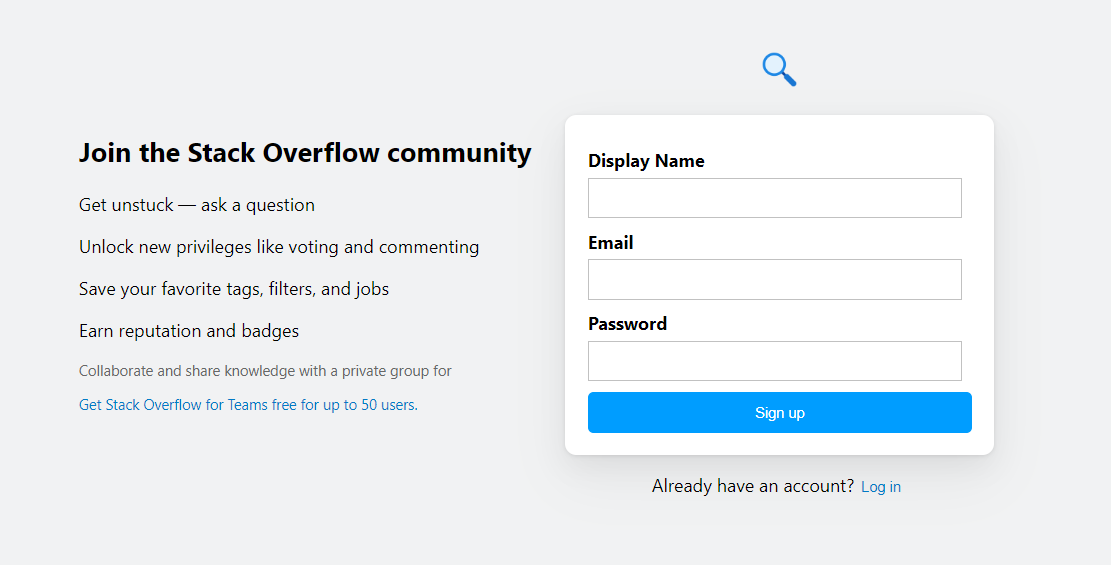 Join the Stack Overflow community
Get unstuck — ask a question
Unlock new privileges like voting and commenting
Save your favorite tags, filters, and jobs
Earn reputation and badges
Collaborate and share knowledge with a private group for
Get Stack Overflow for Teams free for up to 50 users.
Display Name
Email
Password
Sign up
Already have an account? Log in